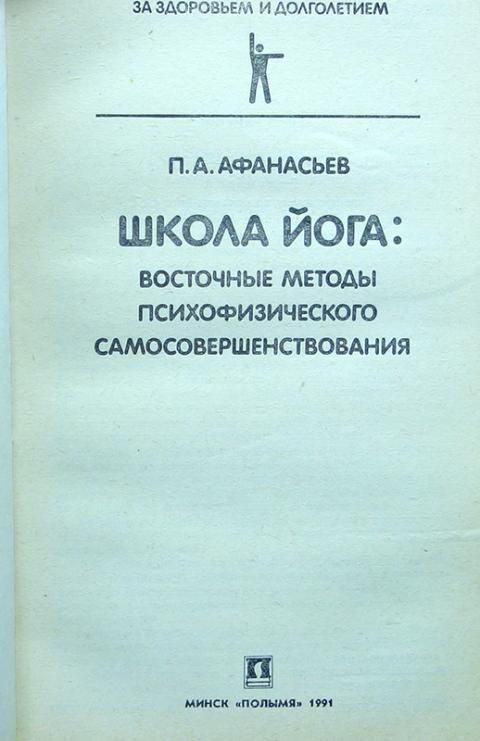 ЗА ЗДОРОВЬЕМ И ДОЛГОЛЕТИЕМ
П. А. АФАНАСЬЕВ
ШКОЛА ЙОГА:
ВОСТОЧНЫЕ МЕТОДЫ
ПСИХОФИЗИЧЕСКОГО
САМОСОВЕРШЕНСТВОВАНИЯ
МИНСК «ПОЛЫМЯ» 1991